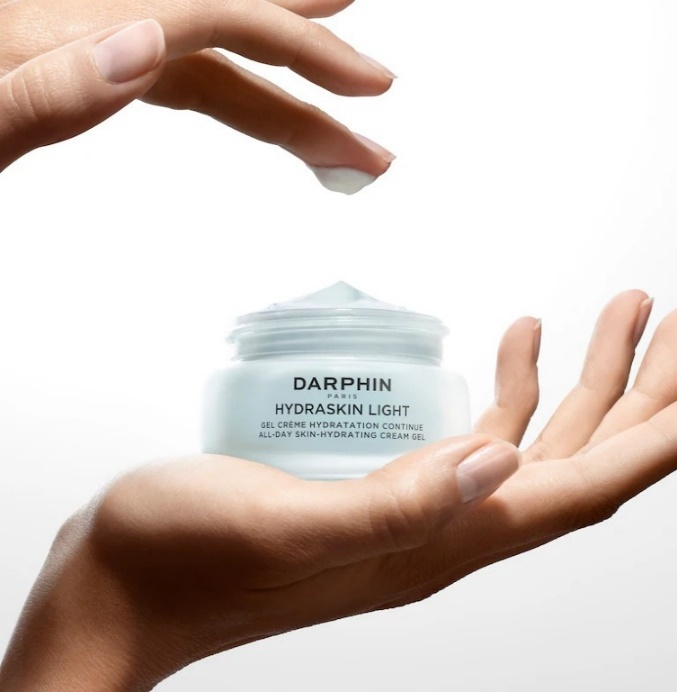 DARPHIN
PARIS
HYDRASKIN LIGHT
GEL CRÈME HYDRATATION CONTINUE
ALL-DAY SKIN-HYDRATING CREAM GEL